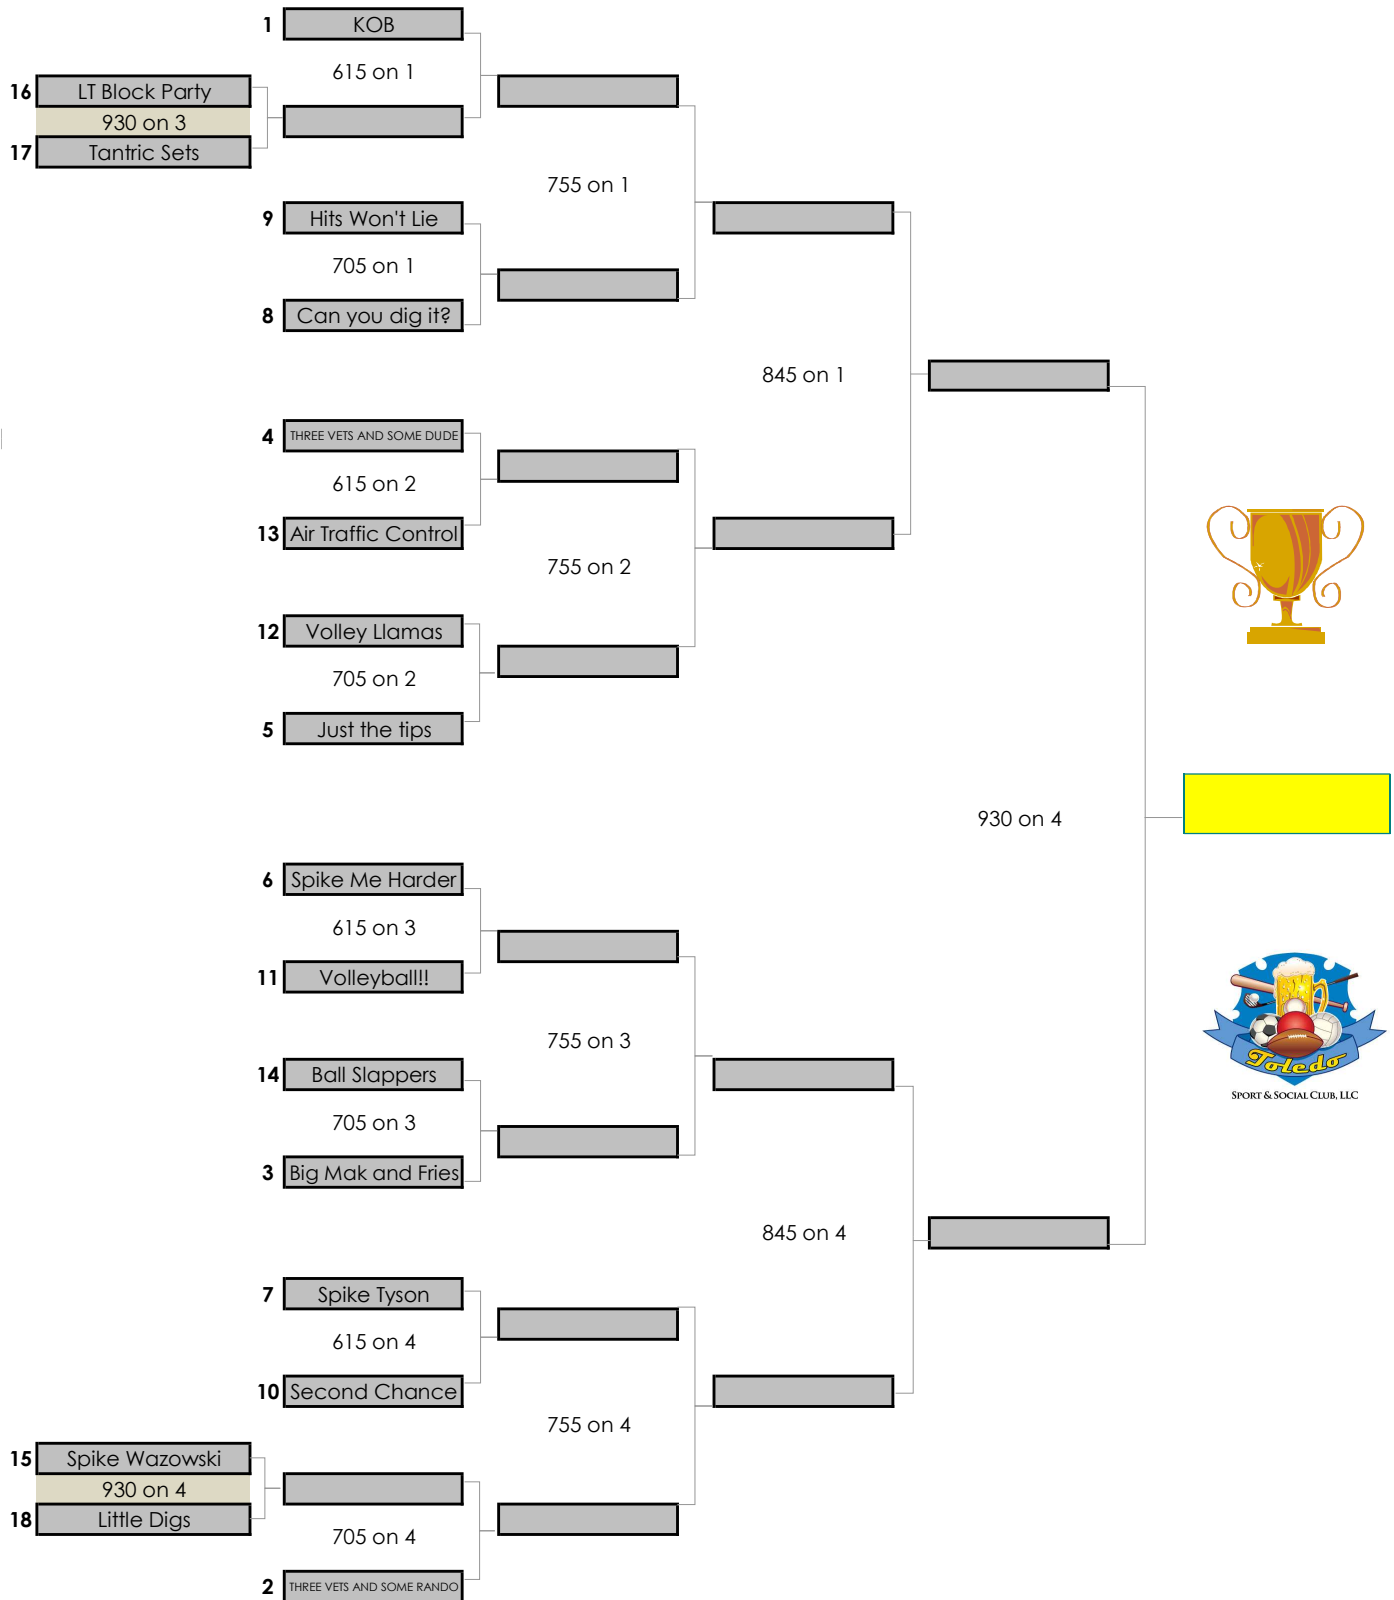 1 KOB
615 on 1
16 LT Block Party
930 on 3
17 Tantric Sets
755 on 1
9 Hits Won't Lie
705 on 1
8 Can you dig it?
845 on 1
4 THREE VETS AND SOME DUDE
615 on 2
13 Air Traffic Control
755 on 2
12 Volley Llamas
705 on 2
5 Just the tips
930 on 4
6 Spike Me Harder
615 on 3
11 Volleyball!!
755 on 3
14 Ball Slappers
705 on 3
3 Big Mak and Fries
Toledo
SPORT & SOCIAL CLUB, LLC
845 on 4
7 Spike Tyson
615 on 4
10 Second Chance
755 on 4
15 Spike Wazowski
930 on 4
18 Little Digs
705 on 4
2 THREE VETS AND SOME RANDO